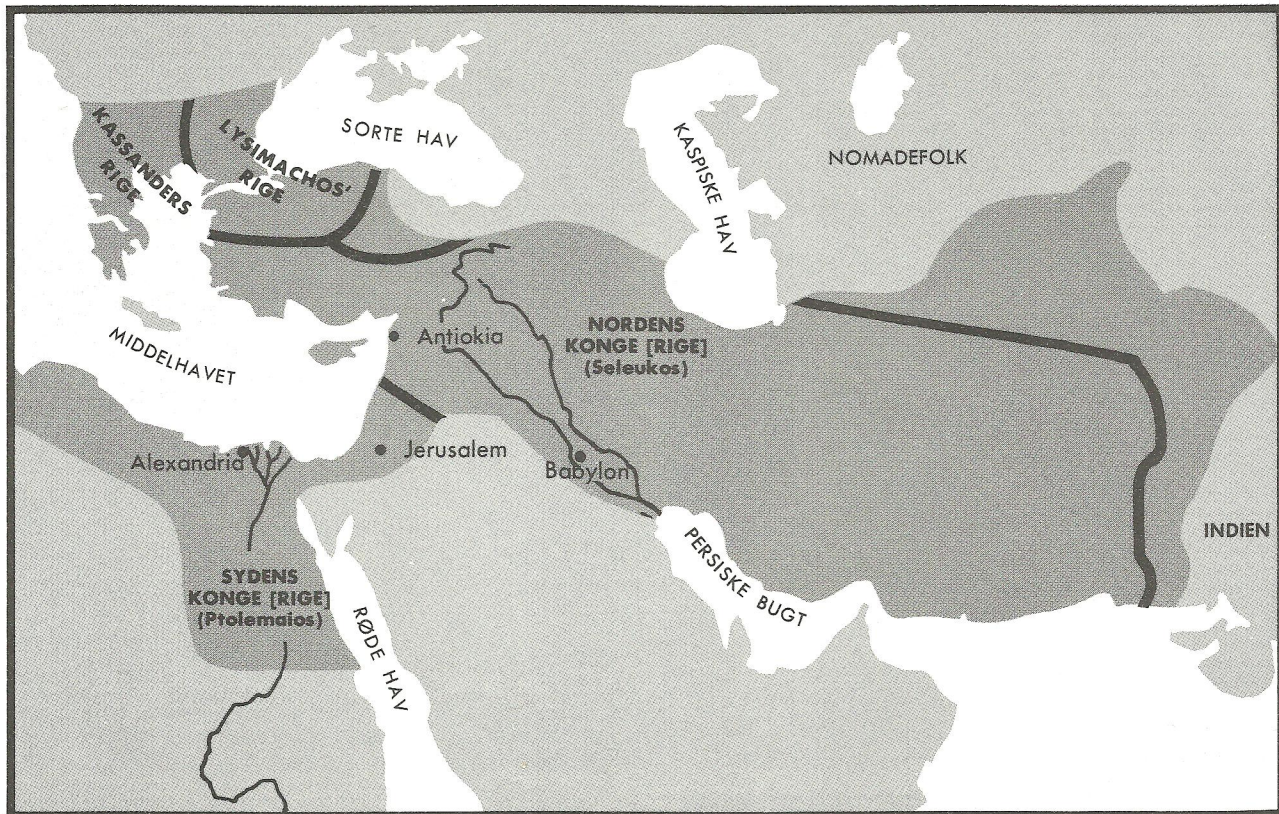 KASSANDERS
RIGE
LYSIMACHOS'
RIGE
SORTE HAV
KASPISKE HAV
NOMADEFOLK
MIDDELHAVET
Antiokia
NORDENS
KONGE [RIGE]
(Seleukos)
Alexandria
Jerusalem
Babylon
INDIEN
SYDENS
KONGE [RIGE]
(Ptolemaios)
RØDE HAV
PERSISKE BUGT